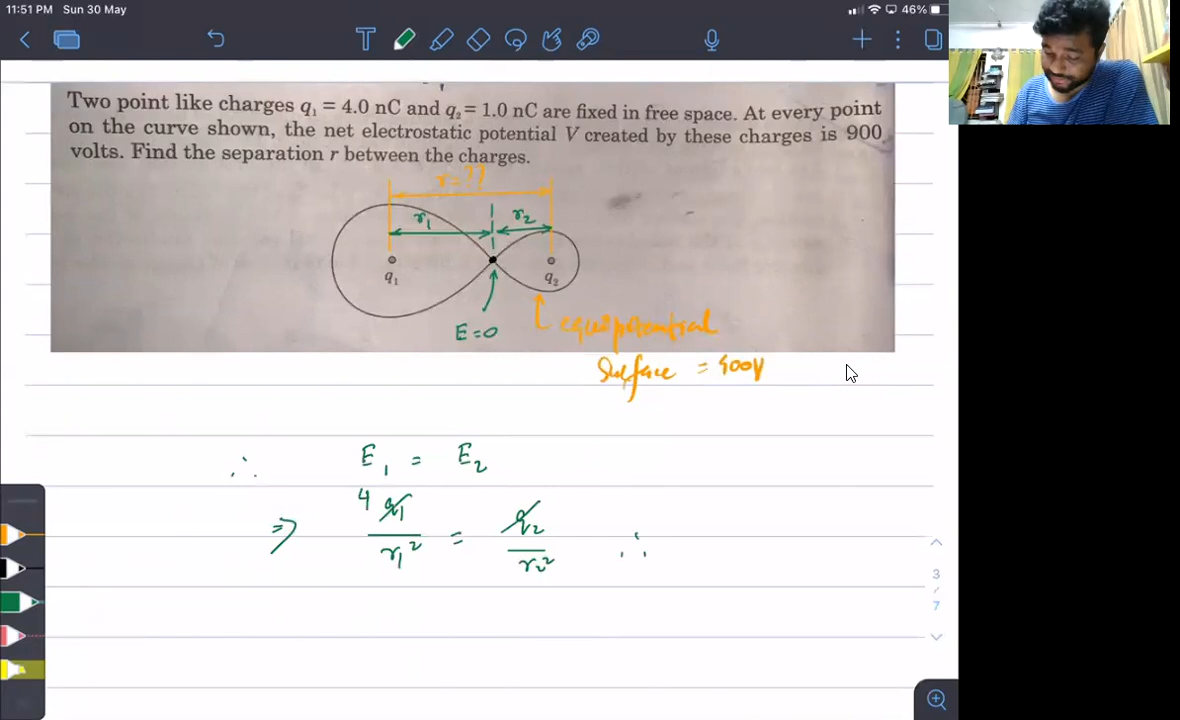 11:51 PM Sun 30 May
46%
Two point like charges q₁ = 4.0 nC and q₂ = 1.0 nC are fixed in free space. At every point
on the curve shown, the net electrostatic potential V created by these charges is 900
volts. Find the separation r between the charges.
r = ??
r₁ r₂
q₁ q₂
E = 0
equipotential
Surface = 900V
∴ E₁ = E₂
⇒ 4 q₁ / r₁² = q₂ / r₂² ∴
3
/
7